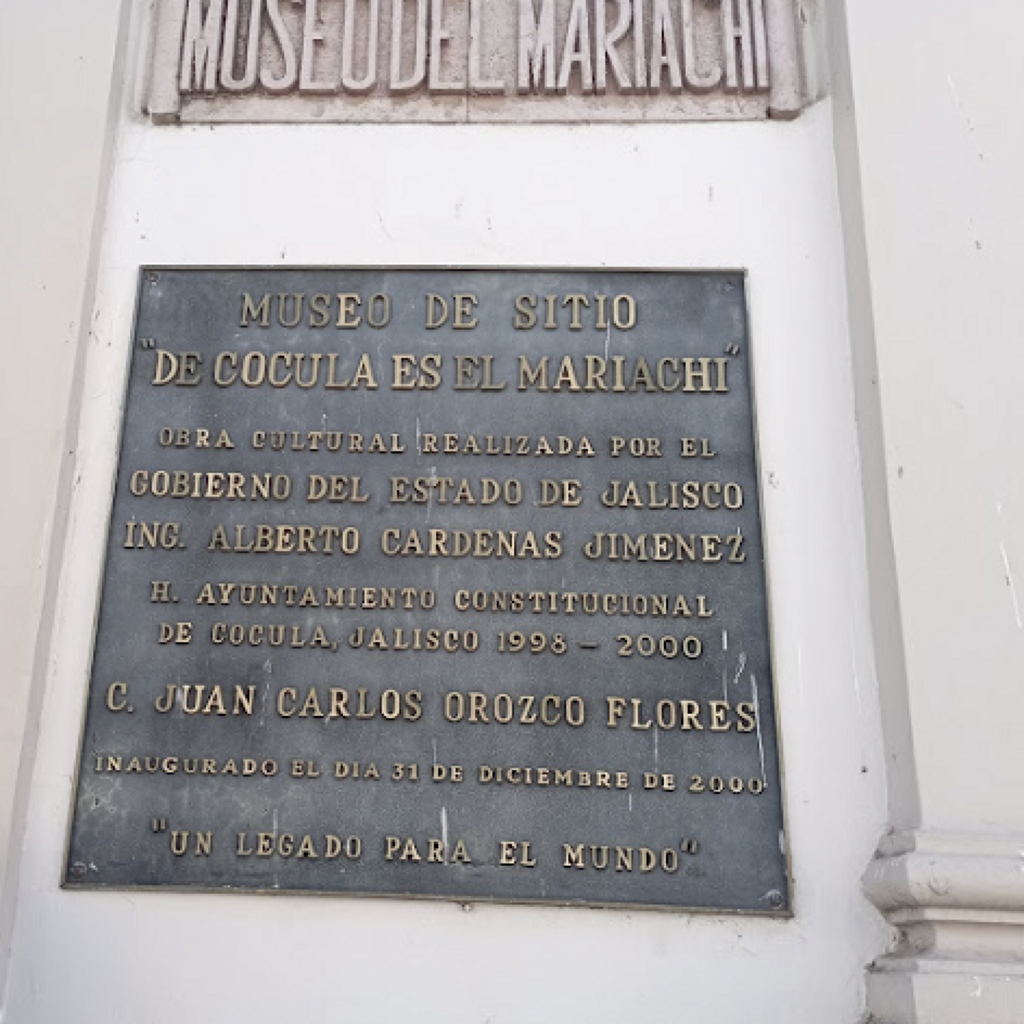 MUSEO DEL MARIACHI
MUSEO DE SITIO
"DE COCULA ES EL MARIACHI"
OBRA CULTURAL REALIZADA POR EL
GOBIERNO DEL ESTADO DE JALISCO
ING. ALBERTO CARDENAS JIMENEZ
H. AYUNTAMIENTO CONSTITUCIONAL
DE COCULA, JALISCO 1998 - 2000
C. JUAN CARLOS OROZCO FLORES
INAUGURADO EL DIA 31 DE DICIEMBRE DE 2000
"UN LEGADO PARA EL MUNDO"